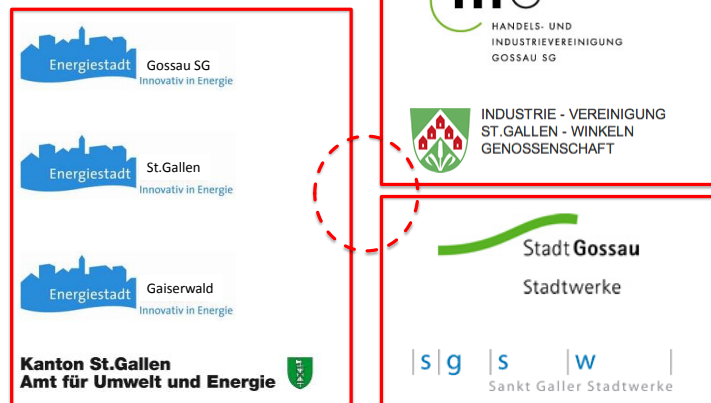 Energiestadt Gossau SG
Innovativ in Energie
Energiestadt St.Gallen
Innovativ in Energie
Energiestadt Gaiserwald
Innovativ in Energie
Kanton St.Gallen
Amt für Umwelt und Energie
HANDELS- UND
INDUSTRIEVEREINIGUNG
GOSSAU SG
INDUSTRIE - VEREINIGUNG
ST.GALLEN - WINKELN
GENOSSENSCHAFT
Stadt Gossau
Stadtwerke
|s|g |s |w |
Sankt Galler Stadtwerke